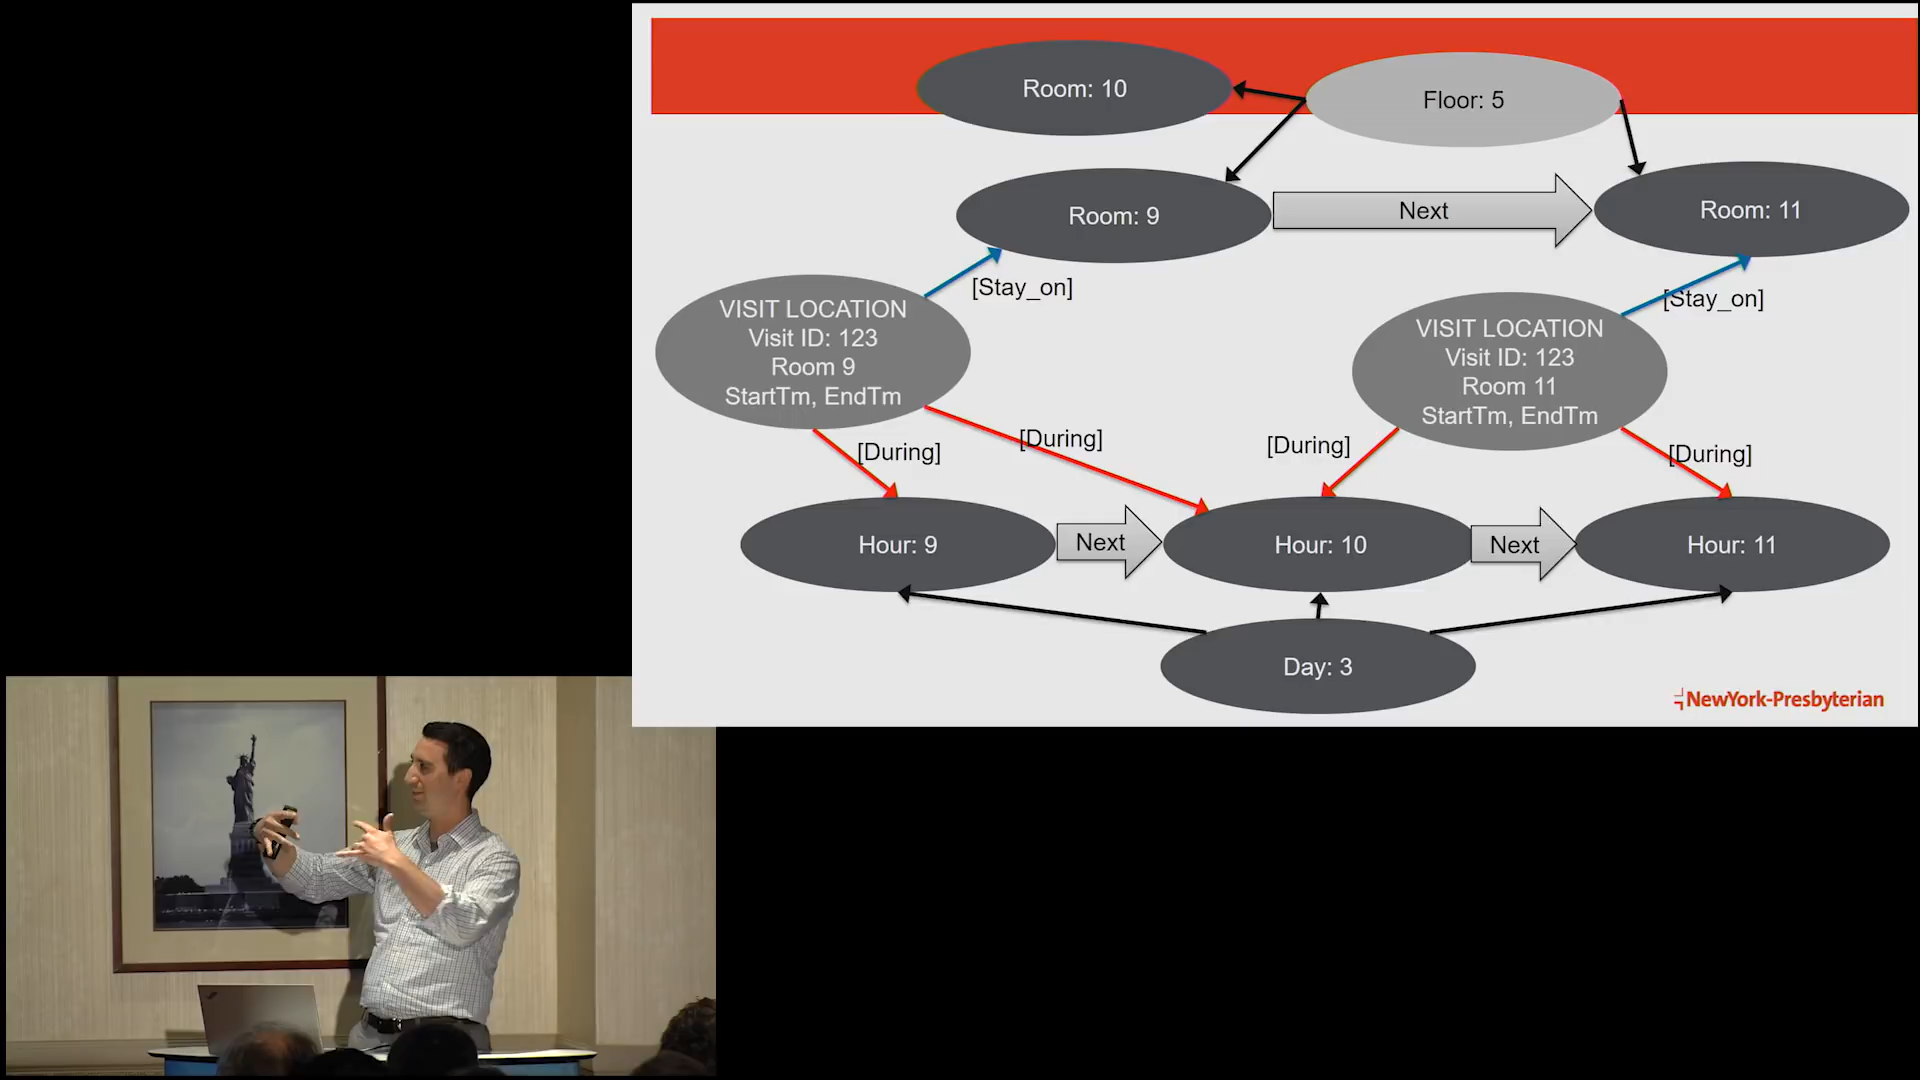 Room: 10
Floor: 5
Room: 9
Next
Room: 11
[Stay_on]
[Stay_on]
VISIT LOCATION
Visit ID: 123
Room 9
StartTm, EndTm
VISIT LOCATION
Visit ID: 123
Room 11
StartTm, EndTm
[During]
[During]
[During]
[During]
Hour: 9
Next
Hour: 10
Next
Hour: 11
Day: 3
NewYork-Presbyterian